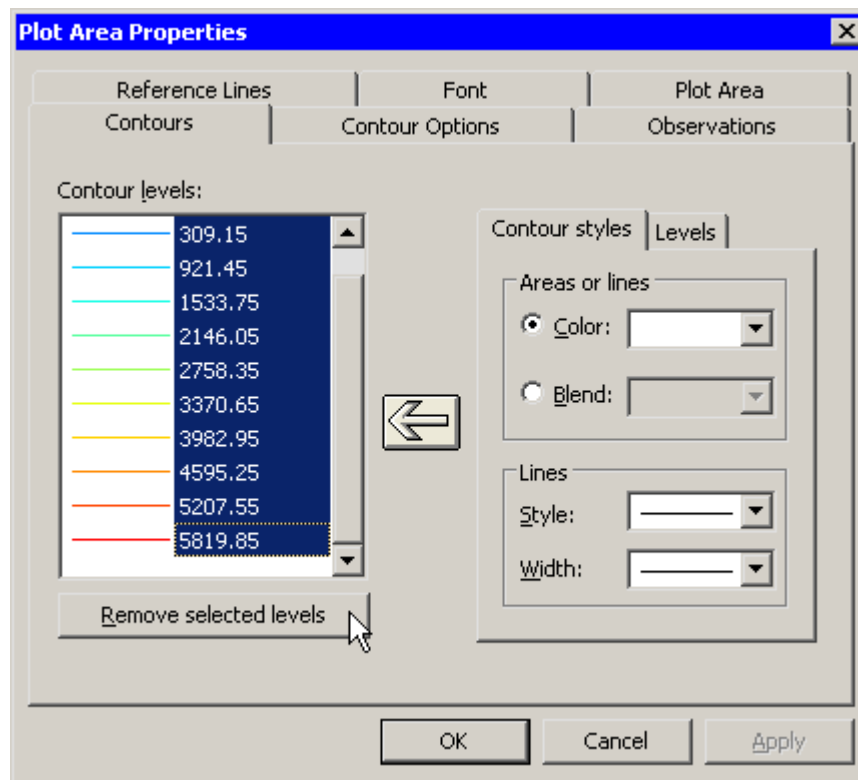 Plot Area Properties
Reference Lines
Font
Plot Area
Contours
Contour Options
Observations
Contour levels:
309.15
921.45
1533.75
2146.05
2758.35
3370.65
3982.95
4595.25
5207.55
5819.85
Remove selected levels
Contour styles
Levels
Areas or lines
Color:
Blend:
Lines
Style:
Width:
OK
Cancel
Apply